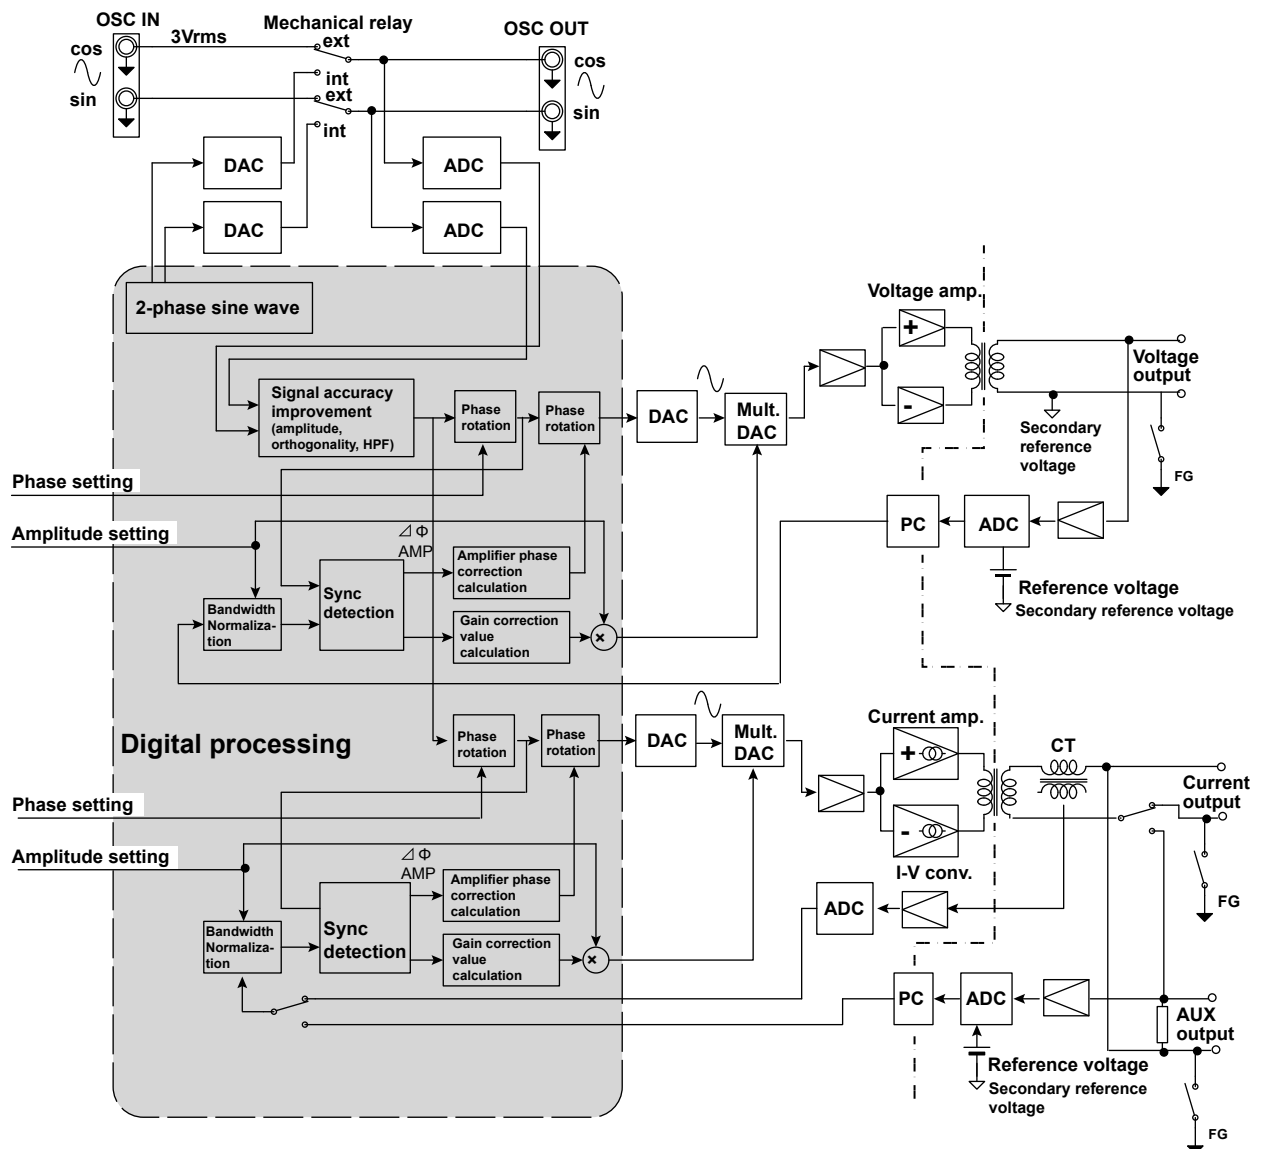 OSC IN
Mechanical relay
OSC OUT
3Vrms
ext
cos
cos
int
sin
ext
sin
int
DAC
ADC
DAC
ADC
2-phase sine wave
Voltage amp.
+
-
Voltage
output
Signal accuracy
improvement
(amplitude,
orthogonality, HPF)
Phase
rotation
Phase
rotation
DAC
Mult.
DAC
Secondary
reference
voltage
FG
Phase setting
Amplitude setting
PC
ADC
⊿ Φ
AMP
Amplifier phase
correction
calculation
Reference voltage
Secondary reference voltage
Bandwidth
Normaliza-
tion
Sync
detection
Gain correction
value
calculation
×
Digital processing
Phase
rotation
Phase
rotation
DAC
Mult.
DAC
Current amp.
+
-
CT
Current
output
I-V conv.
FG
Phase setting
Amplitude setting
⊿ Φ
AMP
Amplifier phase
correction
calculation
ADC
Bandwidth
Normaliza-
tion
Sync
detection
Gain correction
value
calculation
×
PC
ADC
AUX
output
Reference voltage
Secondary reference
voltage
FG